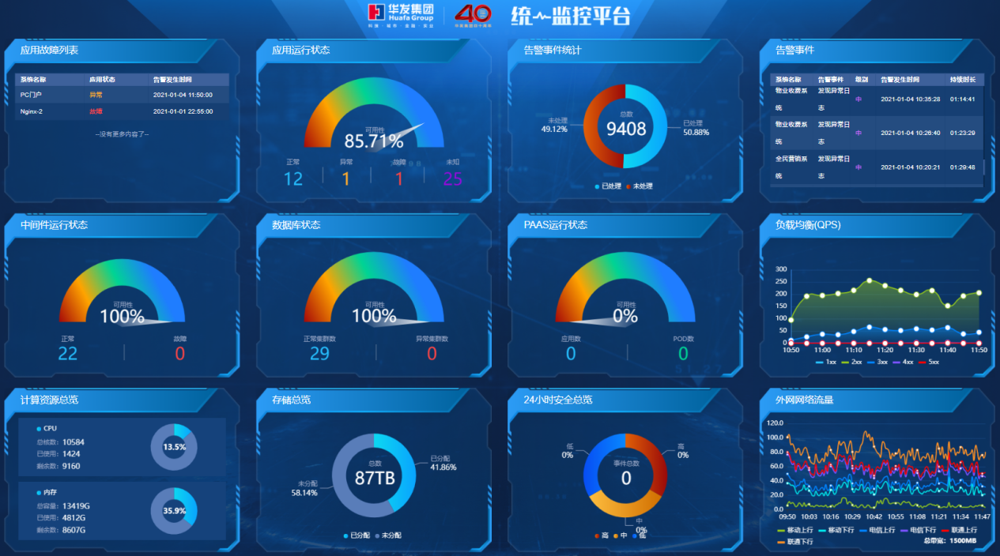 华发集团
Huafa Group
科技·城市·金融·实业
40
华发集团四十周年
统一监控平台
应用故障列表
系统名称 应用状态 告警发生时间
PC门户 异常 2021-01-04 11:50:00
Nginx-2 故障 2021-01-01 22:55:00
--没有更多内容了--
应用运行状态
可用性
85.71%
正常 异常 故障 未知
12 1 1 25
告警事件统计
未处理
49.12%
总数
9408
已处理
50.88%
已处理 未处理
告警事件
系统名称 告警事件 级别 告警发生时间 持续时长
物业收费系统 发现异常日志 中 2021-01-04 10:35:28 01:14:41
物业收费系统 发现异常日志 中 2021-01-04 10:26:40 01:23:29
全民营销系统 发现异常日志 中 2021-01-04 10:20:21 01:29:48
中间件运行状态
可用性
100%
正常 故障
22 0
数据库状态
可用性
100%
正常集群数 异常集群数
29 0
PAAS运行状态
可用性
0%
应用数 POD数
0 0
负载均衡(QPS)
300
250
200
150
100
50
0
10:50 11:00 11:10 11:20 11:30 11:40 11:50
1xx 2xx 3xx 4xx 5xx
计算资源总览
CPU
总核数: 10584
已使用: 1424
剩余数: 9160
13.5%
内存
总容量: 13419G
已使用: 4812G
剩余数: 8607G
35.9%
存储总览
已分配
41.86%
总数
87TB
未分配
58.14%
已分配 未分配
24小时安全总览
低
0%
高
0%
事件总数
0
中
0%
高 中 低
外网网络流量
120.0
100.0
80.0
60.0
40.0
20.0
0.0
09:50 10:03 10:16 10:29 10:42 10:55 11:08 11:21 11:34 11:47
移动上行 移动下行 电信上行 电信下行 联通上行
联通下行
总带宽: 1500MB